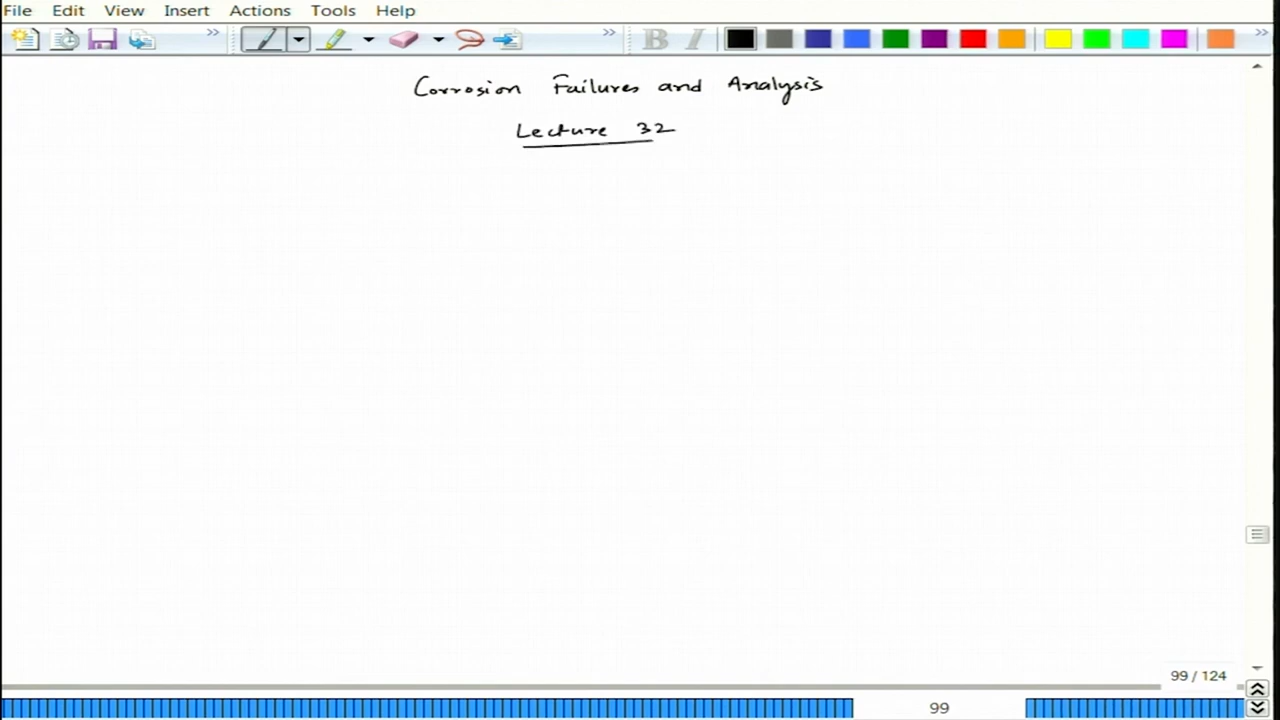 File Edit View Insert Actions Tools Help
B I
Corrosion Failures and Analysis
Lecture 32
99 / 124
99